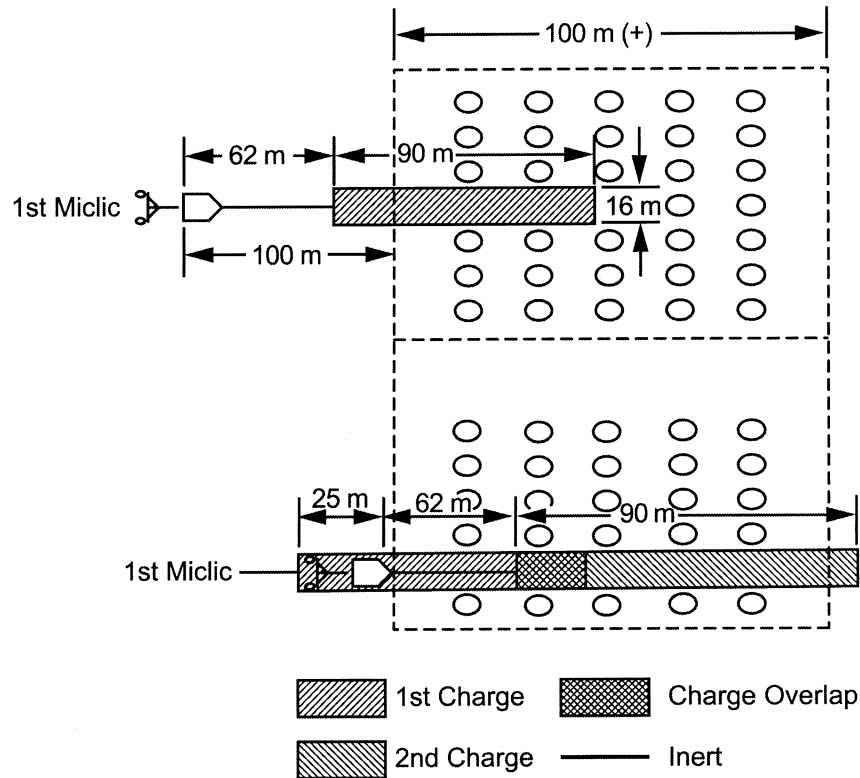 100 m (+)
62 m
90 m
1st Miclic
16 m
100 m
25 m
62 m
90 m
1st Miclic
1st Charge
Charge Overlap
2nd Charge
Inert